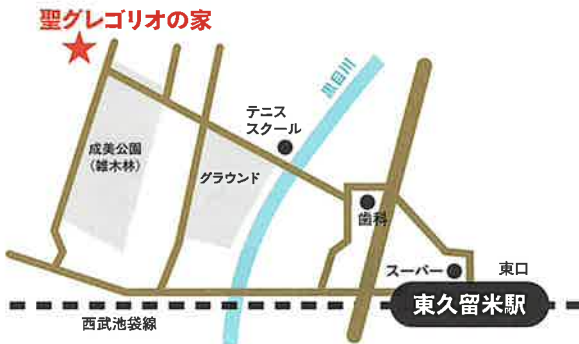 聖グレゴリオの家
黒目川
テニス
スクール
成美公園
（雑木林）
グラウンド
歯科
スーパー
東口
東久留米駅
西武池袋線